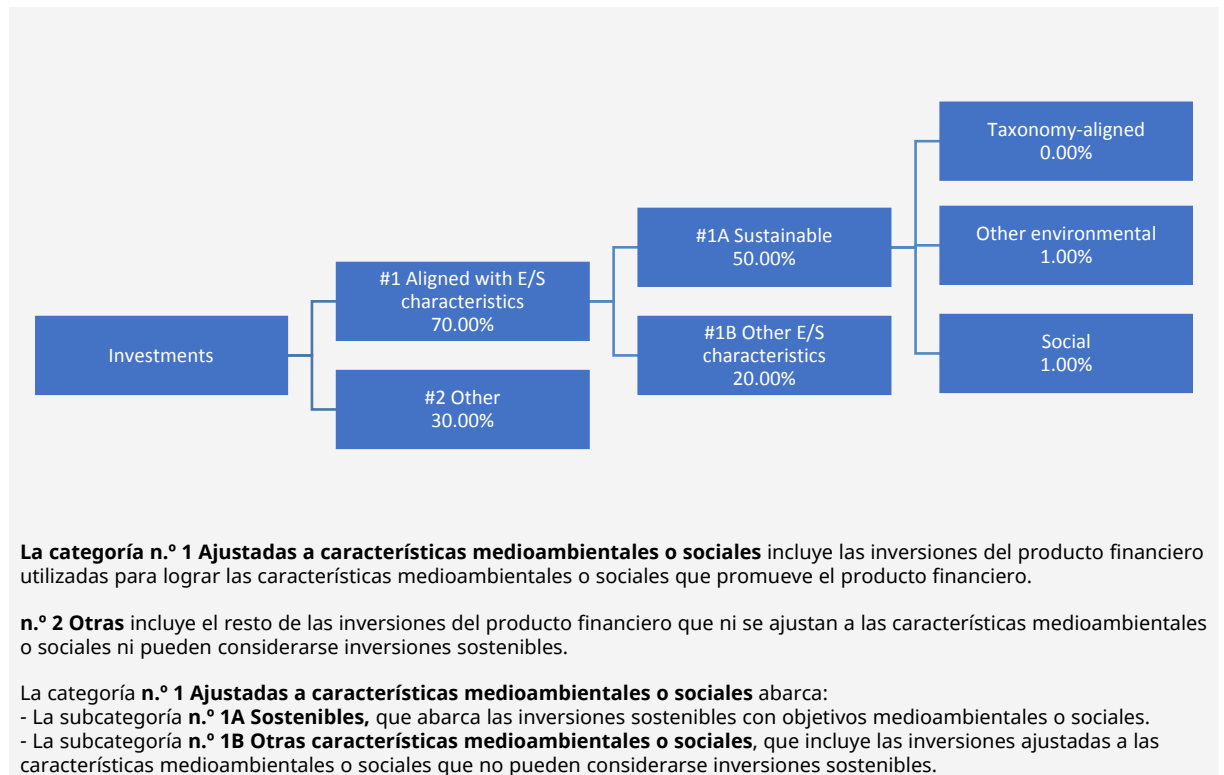 Investments
#1 Aligned with E/S
characteristics
70.00%
#2 Other
30.00%
#1A Sustainable
50.00%
#1B Other E/S
characteristics
20.00%
Taxonomy-aligned
0.00%
Other environmental
1.00%
Social
1.00%
La categoría n.º 1 Ajustadas a características medioambientales o sociales incluye las inversiones del producto financiero
utilizadas para lograr las características medioambientales o sociales que promueve el producto financiero.
n.º 2 Otras incluye el resto de las inversiones del producto financiero que ni se ajustan a las características medioambientales
o sociales ni pueden considerarse inversiones sostenibles.
La categoría n.º 1 Ajustadas a características medioambientales o sociales abarca:
- La subcategoría n.º 1A Sostenibles, que abarca las inversiones sostenibles con objetivos medioambientales o sociales.
- La subcategoría n.º 1B Otras características medioambientales o sociales, que incluye las inversiones ajustadas a las
características medioambientales o sociales que no pueden considerarse inversiones sostenibles.